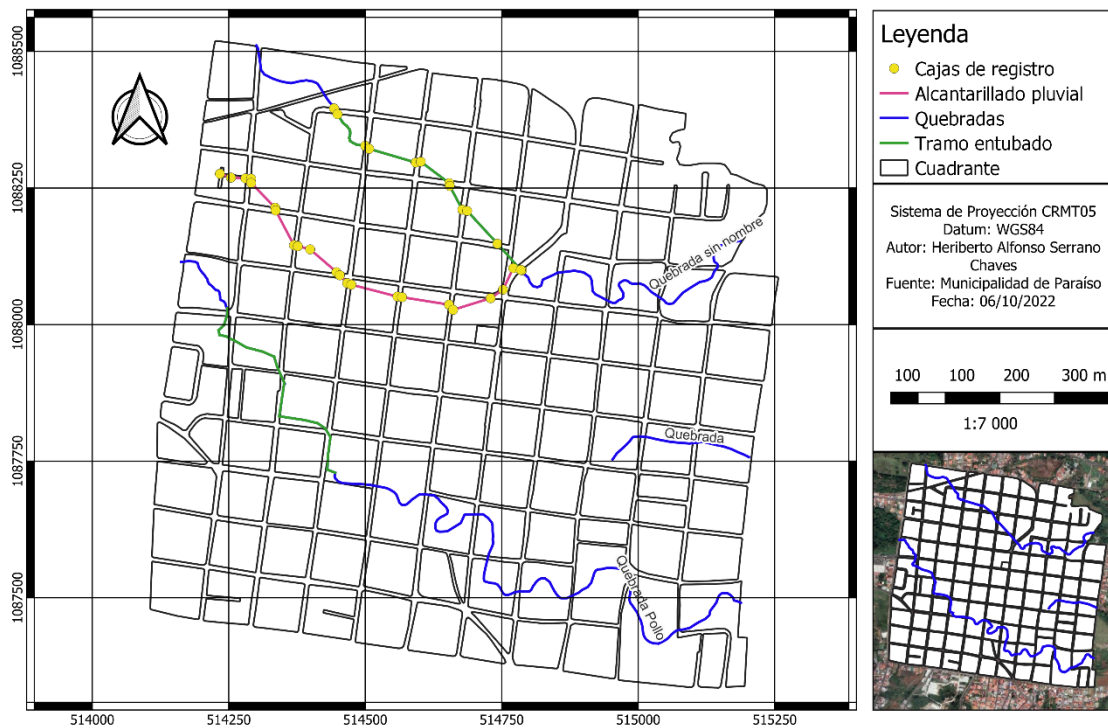 Leyenda
Cajas de registro
Alcantarillado pluvial
Quebradas
Tramo entubado
Cuadrante
Sistema de Proyección CRMT05
Datum: WGS84
Autor: Heriberto Alfonso Serrano
Chaves
Fuente: Municipalidad de Paraíso
Fecha: 06/10/2022
100 100 200 300 m
1:7 000
1088500
1088250
1088000
1087750
1087500
Quebrada sin-nombre
Quebrada
Quebrada Pollo
514000 514250 514500 514750 515000 515250